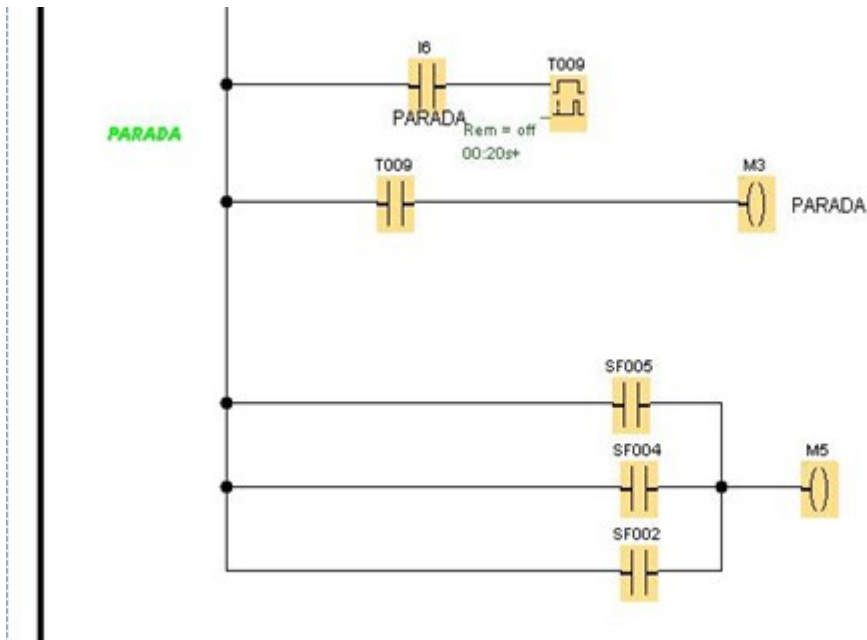 I6
T009
PARADA
Rem = off
00:20s+
PARADA
T009
M3
PARADA
SF005
SF004
M5
SF002